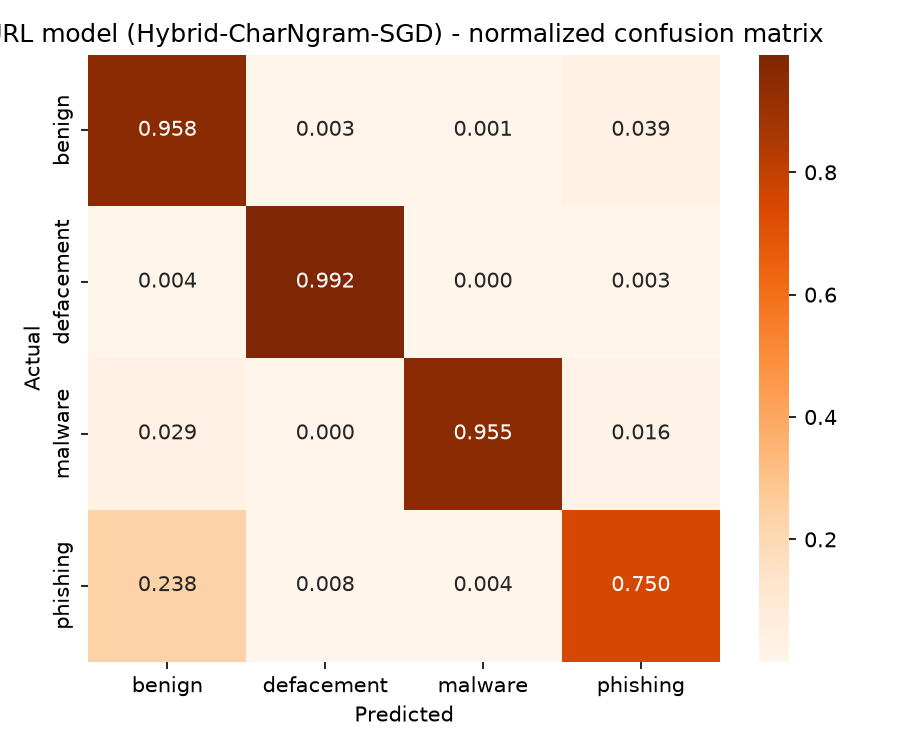 RL model (Hybrid-CharNgram-SGD) - normalized confusion matrix
benign 0.958 0.003 0.001 0.039
defacement 0.004 0.992 0.000 0.003
malware 0.029 0.000 0.955 0.016
phishing 0.238 0.008 0.004 0.750
benign defacement malware phishing
Predicted
Actual
0.8
0.6
0.4
0.2